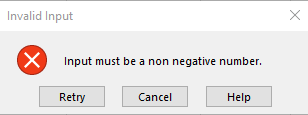 Invalid Input
Input must be a non negative number.
Retry
Cancel
Help